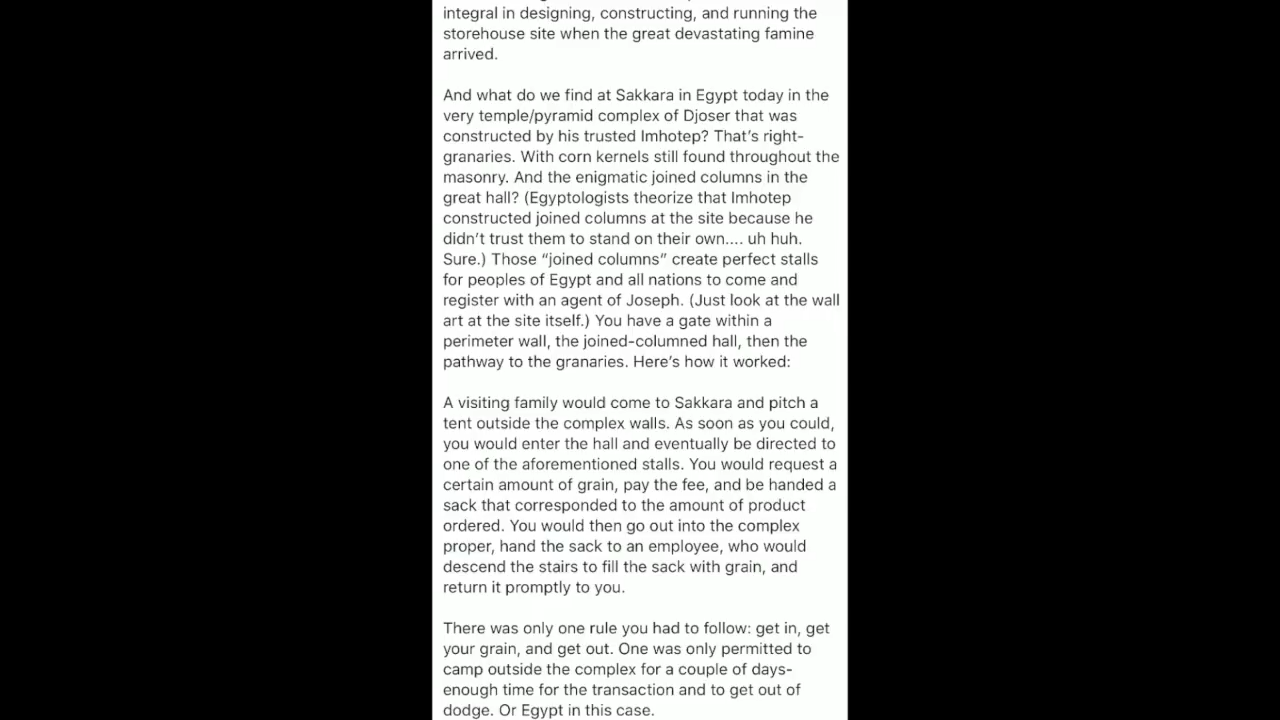 integral in designing, constructing, and running the
storehouse site when the great devastating famine
arrived.
And what do we find at Sakkara in Egypt today in the
very temple/pyramid complex of Djoser that was
constructed by his trusted Imhotep? That’s right-
granaries. With corn kernels still found throughout the
masonry. And the enigmatic joined columns in the
great hall? (Egyptologists theorize that Imhotep
constructed joined columns at the site because he
didn’t trust them to stand on their own.... uh huh.
Sure.) Those “joined columns” create perfect stalls
for peoples of Egypt and all nations to come and
register with an agent of Joseph. (Just look at the wall
art at the site itself.) You have a gate within a
perimeter wall, the joined-columned hall, then the
pathway to the granaries. Here’s how it worked:
A visiting family would come to Sakkara and pitch a
tent outside the complex walls. As soon as you could,
you would enter the hall and eventually be directed to
one of the aforementioned stalls. You would request a
certain amount of grain, pay the fee, and be handed a
sack that corresponded to the amount of product
ordered. You would then go out into the complex
proper, hand the sack to an employee, who would
descend the stairs to fill the sack with grain, and
return it promptly to you.
There was only one rule you had to follow: get in, get
your grain, and get out. One was only permitted to
camp outside the complex for a couple of days-
enough time for the transaction and to get out of
dodge. Or Egypt in this case.